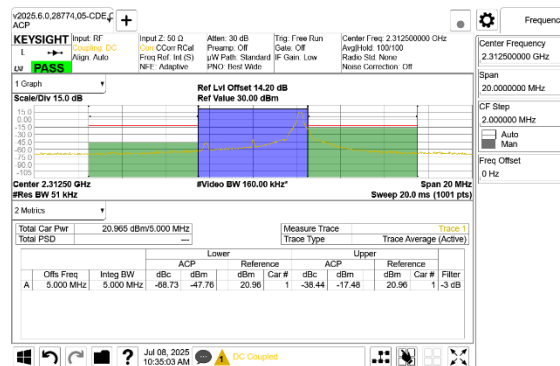 v2025.6.0,28774,05-CDE,C
ACP
Frequenc
KEYSIGHT
Input: RF
Coupling: DC
Align: Auto
Input Z: 50 Ω
Corr CCorr RCal
Freq Ref: Int (S)
NFE: Adaptive
Atten: 30 dB
Preamp: Off
µW Path: Standard
PNO: Best Wide
Trig: Free Run
Gate: Off
IF Gain: Low
Center Freq: 2.312500000 GHz
Avg|Hold: 100/100
Radio Std: None
Noise Correction: Off
L
LXI
PASS
Center Frequency
2.312500000 GHz
Span
20.0000000 MHz
CF Step
2.000000 MHz
Auto
Man
Freq Offset
0 Hz
1 Graph
Scale/Div 15.0 dB
Ref Lvl Offset 14.20 dB
Ref Value 30.00 dBm
15.0
0.00
-15.0
-30.0
-45.0
-60.0
-75.0
-90.0
-105
Center 2.31250 GHz
#Video BW 160.00 kHz*
Span 20 MHz
#Res BW 51 kHz
Sweep 20.0 ms (1001 pts)
2 Metrics
Total Car Pwr 20.965 dBm/5.000 MHz
Total PSD ---
Measure Trace Trace 1
Trace Type Trace Average (Active)
Lower Upper
ACP Reference ACP Reference
Offs Freq Integ BW dBc dBm dBm Car # dBc dBm dBm Car # Filter
A 5.000 MHz 5.000 MHz -68.73 -47.76 20.96 1 -38.44 -17.48 20.96 1 -3 dB
?
Jul 08, 2025
10:35:03 AM
DC Coupled